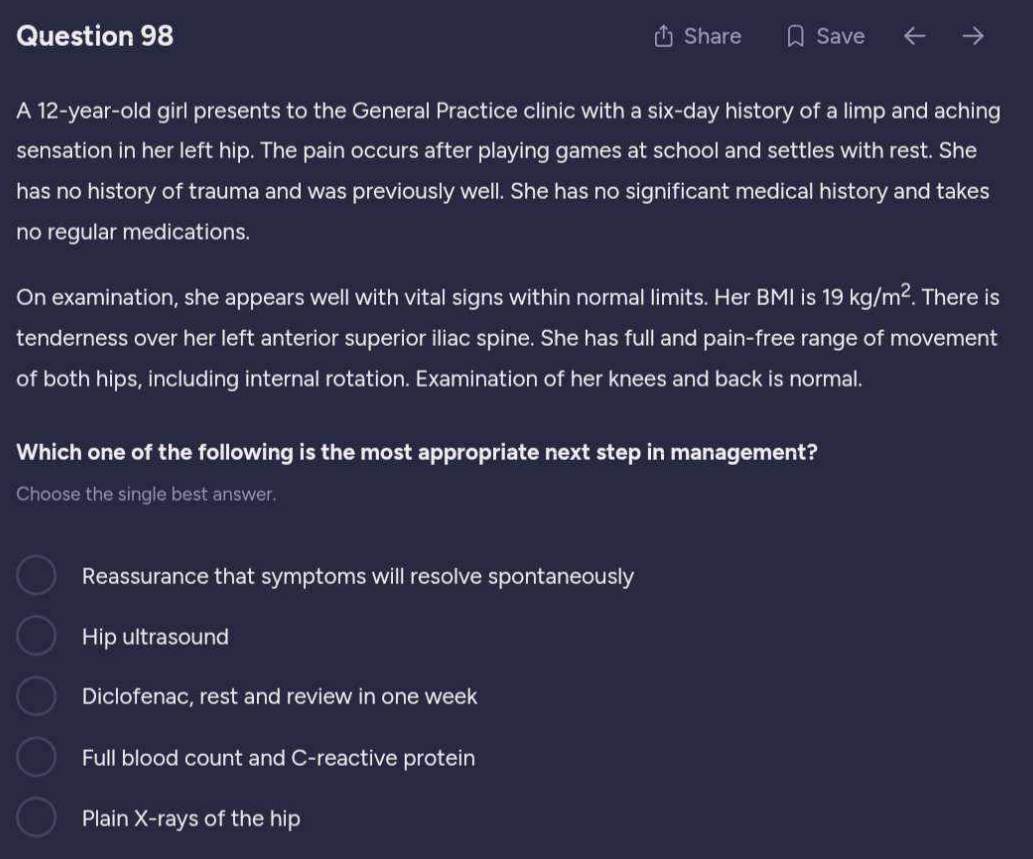 Question 98
Share
Save
A 12-year-old girl presents to the General Practice clinic with a six-day history of a limp and aching
sensation in her left hip. The pain occurs after playing games at school and settles with rest. She
has no history of trauma and was previously well. She has no significant medical history and takes
no regular medications.
On examination, she appears well with vital signs within normal limits. Her BMI is 19 kg/m². There is
tenderness over her left anterior superior iliac spine. She has full and pain-free range of movement
of both hips, including internal rotation. Examination of her knees and back is normal.
Which one of the following is the most appropriate next step in management?
Choose the single best answer.
Reassurance that symptoms will resolve spontaneously
Hip ultrasound
Diclofenac, rest and review in one week
Full blood count and C-reactive protein
Plain X-rays of the hip